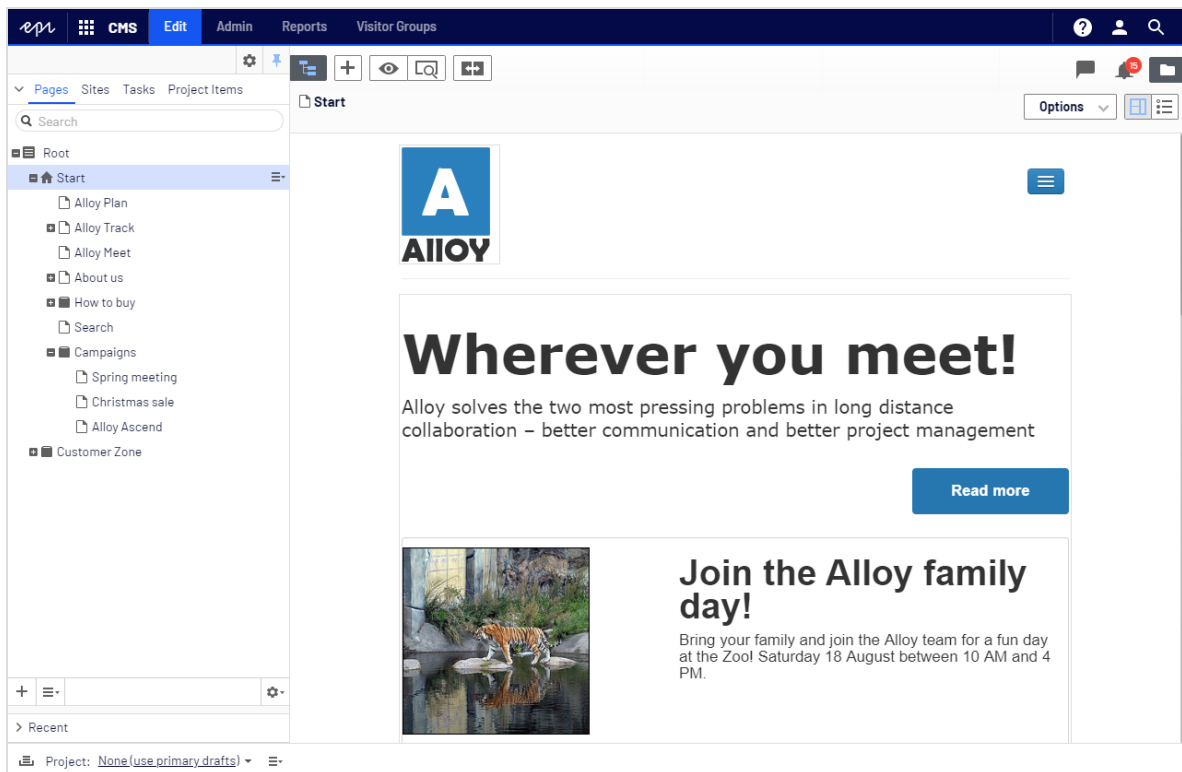 epi CMS Edit Admin Reports Visitor Groups
15
Pages Sites Tasks Project Items
Start
Options
Search
Root
Start
Alloy Plan
Alloy Track
Alloy Meet
About us
How to buy
Search
Campaigns
Spring meeting
Christmas sale
Alloy Ascend
Customer Zone
Recent
Project: None (use primary drafts)
A
Alloy
Wherever you meet!
Alloy solves the two most pressing problems in long distance
collaboration – better communication and better project management
Read more
Join the Alloy family
day!
Bring your family and join the Alloy team for a fun day
at the Zoo! Saturday 18 August between 10 AM and 4
PM.